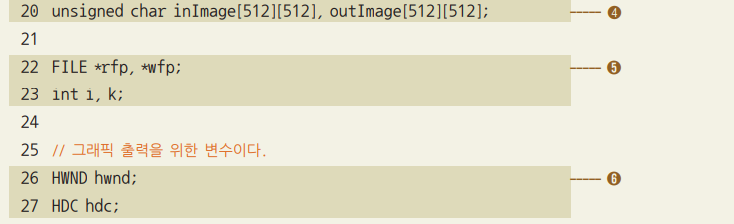 20 unsigned char inImage[512][512], outImage[512][512]; ❹
21
22 FILE *rfp, *wfp; ❺
23 int i, k;
24
25 // 그래픽 출력을 위한 변수이다.
26 HWND hwnd; ❻
27 HDC hdc;